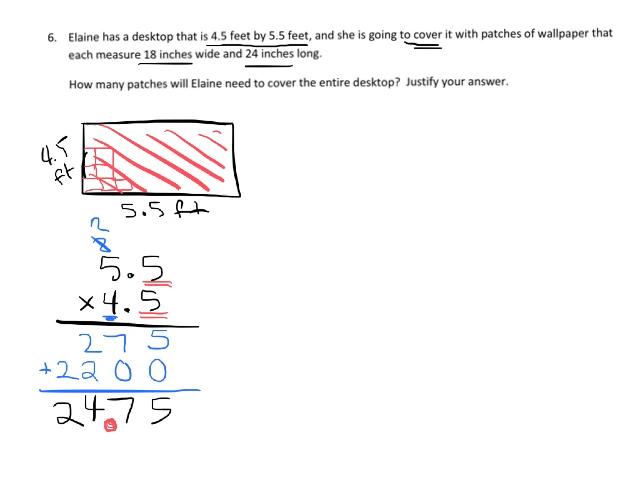 6. Elaine has a desktop that is 4.5 feet by 5.5 feet, and she is going to cover it with patches of wallpaper that
each measure 18 inches wide and 24 inches long.
How many patches will Elaine need to cover the entire desktop? Justify your answer.
4.5
ft
5.5 ft
2
5.5
×4.5
275
+2200
24.75